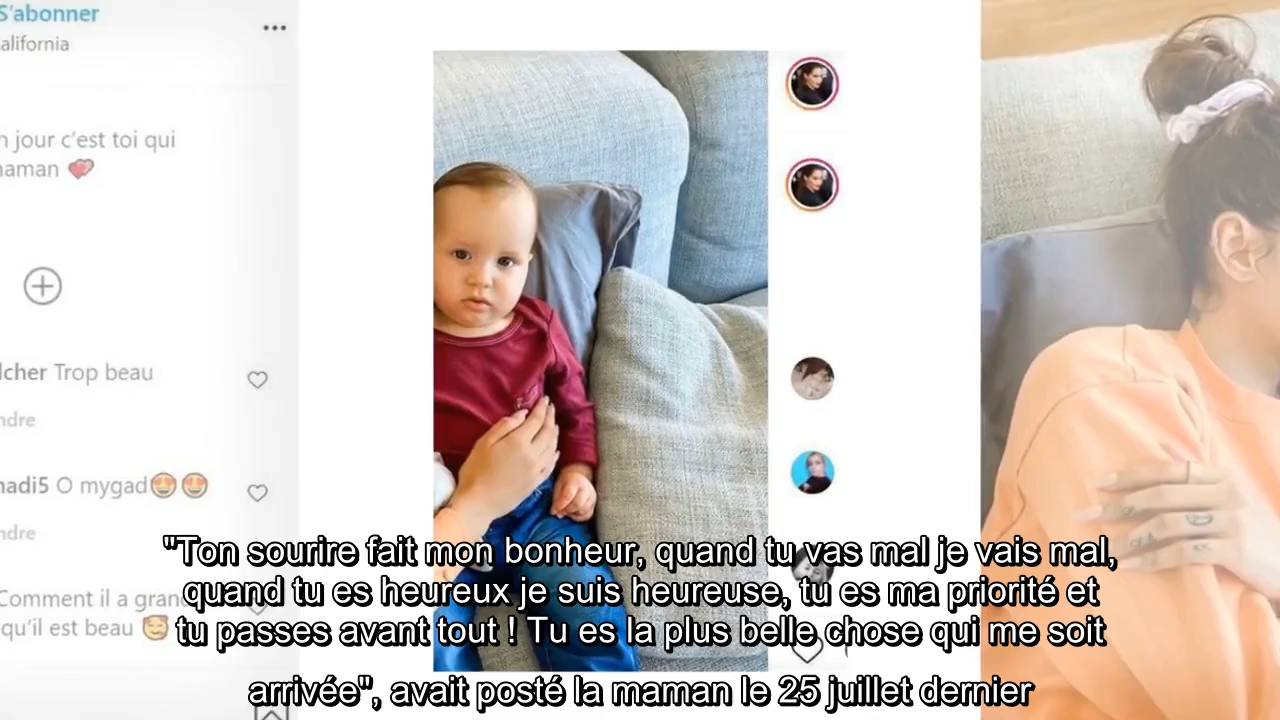 S'abonner
alifornia
n jour c'est toi qui
maman
lcher Trop beau
ndre
nadi5 O mygad
ndre
Comment il a gran
qu'il est beau
"Ton sourire fait mon bonheur, quand tu vas mal je vais mal,
quand tu es heureux je suis heureuse, tu es ma priorité et
tu passes avant tout ! Tu es la plus belle chose qui me soit
arrivée", avait posté la maman le 25 juillet dernier